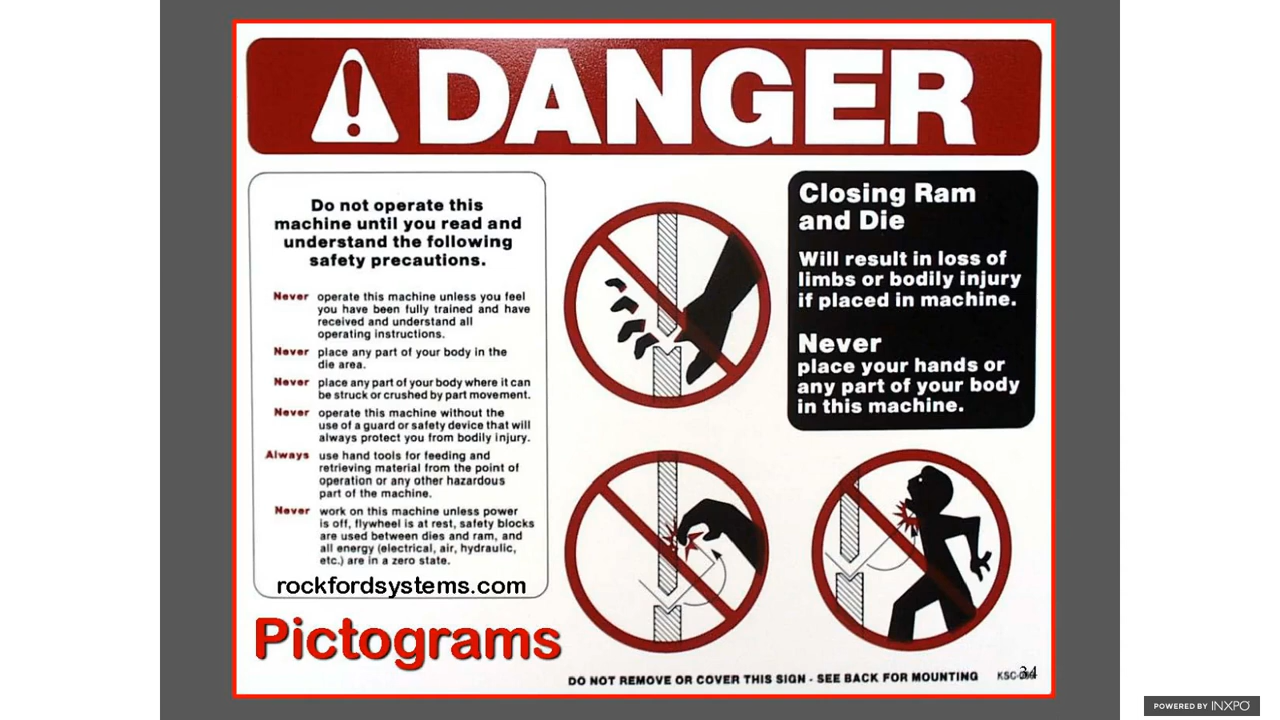 DANGER
Do not operate this
machine until you read and
understand the following
safety precautions.
Never operate this machine unless you feel
you have been fully trained and have
received and understand all
operating instructions.
Never place any part of your body in the
die area.
Never place any part of your body where it can
be struck or crushed by part movement.
Never operate this machine without the
use of a guard or safety device that will
always protect you from bodily injury.
Always use hand tools for feeding and
retrieving material from the point of
operation or any other hazardous
part of the machine.
Never work on this machine unless power
is off, flywheel is at rest, safety blocks
are used between dies and ram, and
all energy (electrical, air, hydraulic,
etc.) are in a zero state.
rockfordsystems.com
Pictograms
Closing Ram
and Die
Will result in loss of
limbs or bodily injury
if placed in machine.
Never
place your hands or
any part of your body
in this machine.
DO NOT REMOVE OR COVER THIS SIGN - SEE BACK FOR MOUNTING
34
POWERED BY INXPO